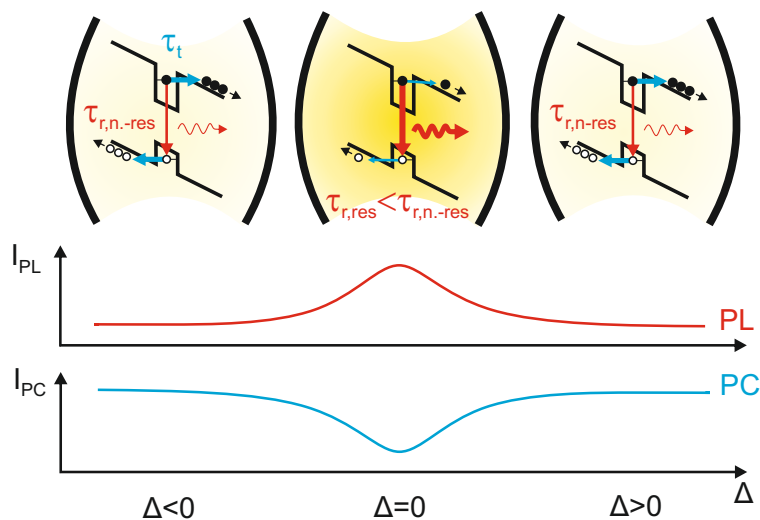 τt
τr,n.-res
τr,res<τr,n.-res
τr,n-res
IPL
PL
IPC
PC
Δ
Δ<0
Δ=0
Δ>0